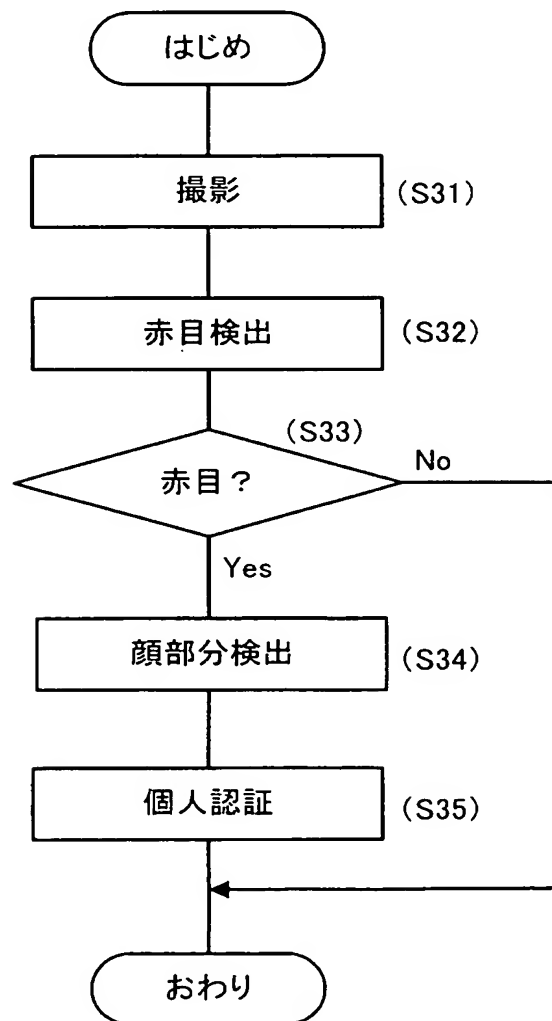 はじめ
撮影
(S31)
赤目検出
(S32)
(S33)
赤目？
No
Yes
顔部分検出
(S34)
個人認証
(S35)
おわり